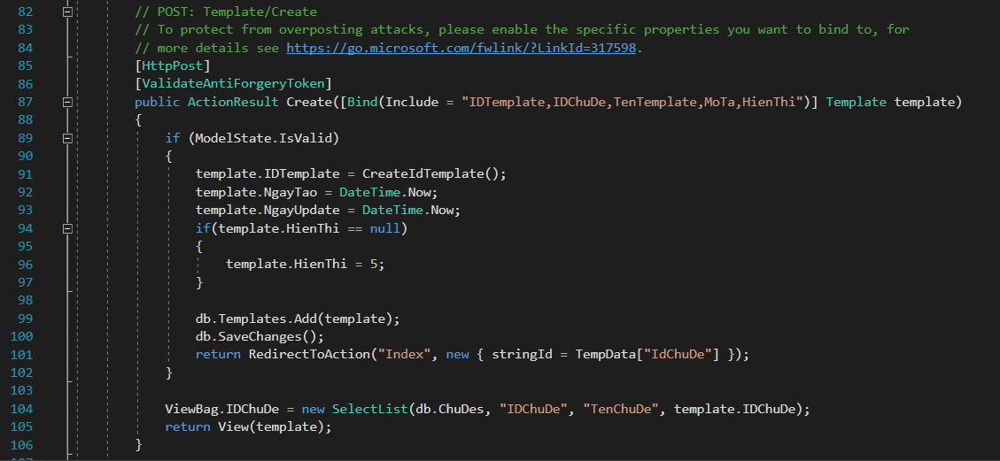 82 // POST: Template/Create
83 // To protect from overposting attacks, please enable the specific properties you want to bind to, for
84 // more details see https://go.microsoft.com/fwlink/?LinkId=317598.
85 [HttpPost]
86 [ValidateAntiForgeryToken]
87 public ActionResult Create([Bind(Include = "IDTemplate,IDChuDe,TenTemplate,MoTa,HienThi")] Template template)
88 {
89 if (ModelState.IsValid)
90 {
91 template.IDTemplate = CreateIdTemplate();
92 template.NgayTao = DateTime.Now;
93 template.NgayUpdate = DateTime.Now;
94 if(template.HienThi == null)
95 {
96 template.HienThi = 5;
97 }
98
99 db.Templates.Add(template);
100 db.SaveChanges();
101 return RedirectToAction("Index", new { stringId = TempData["IdChuDe"] });
102 }
103
104 ViewBag.IDChuDe = new SelectList(db.ChuDes, "IDChuDe", "TenChuDe", template.IDChuDe);
105 return View(template);
106 }